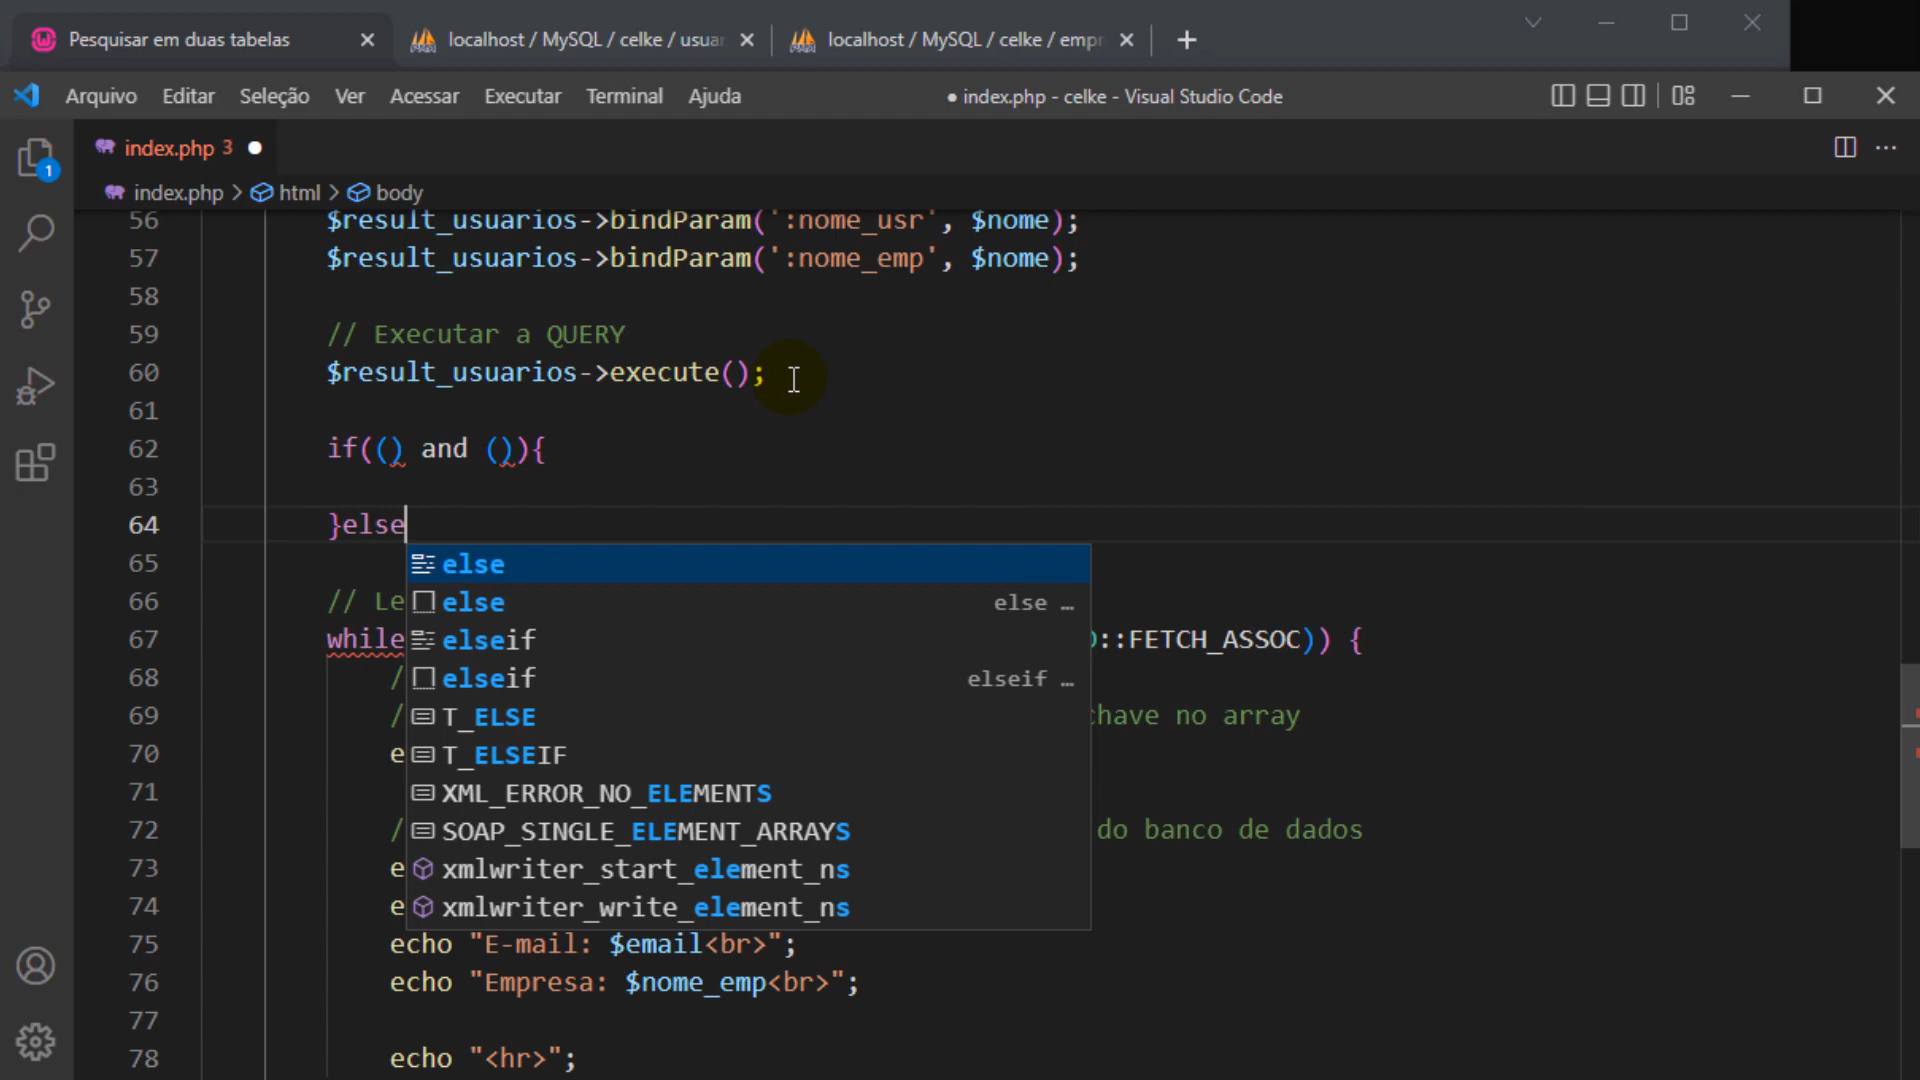 Pesquisar em duas tabelas
localhost / MySQL / celke / usuar
localhost / MySQL / celke / empr
Arquivo Editar Seleção Ver Acessar Executar Terminal Ajuda
● index.php - celke - Visual Studio Code
1
index.php 3
index.php > html > body
56 $result_usuarios->bindParam(':nome_usr', $nome);
57 $result_usuarios->bindParam(':nome_emp', $nome);
58
59 // Executar a QUERY
60 $result_usuarios->execute();
61
62 if(() and ()){
63
64 }else
65 else
else else …
66 // Le
67 while elseif ::FETCH_ASSOC)) {
68 / elseif elseif …
69 / T_ELSE chave no array
70 e T_ELSEIF
71 XML_ERROR_NO_ELEMENTS
72 / SOAP_SINGLE_ELEMENT_ARRAYS do banco de dados
73 e xmlwriter_start_element_ns
74 e xmlwriter_write_element_ns
75 echo "E-mail: $email<br>";
76 echo "Empresa: $nome_emp<br>";
77
78 echo "<hr>";